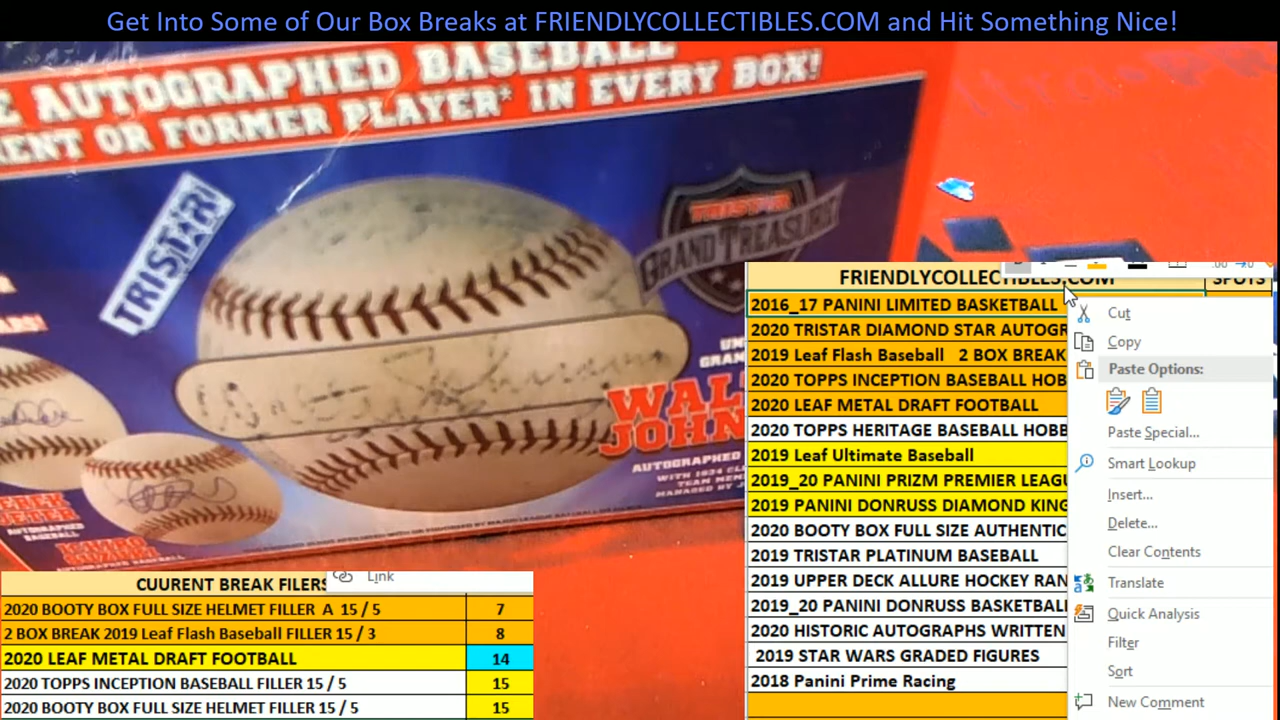 Get Into Some of Our Box Breaks at FRIENDLYCOLLECTIBLES.COM and Hit Something Nice!
AUTOGRAPHED BASEBALL
OR FORMER PLAYER* IN EVERY BOX!
TRISTAR
TRISTAR
GRAND TREASURE
WAL
JOHN
AUTOGRAPHED
FRIENDLYCOLLECTIBLES.COM SPOTS
2016_17 PANINI LIMITED BASKETBALL
2020 TRISTAR DIAMOND STAR AUTOGR
2019 Leaf Flash Baseball 2 BOX BREAK
2020 TOPPS INCEPTION BASEBALL HOB
2020 LEAF METAL DRAFT FOOTBALL
2020 TOPPS HERITAGE BASEBALL HOBB
2019 Leaf Ultimate Baseball
2019_20 PANINI PRIZM PREMIER LEAGU
2019 PANINI DONRUSS DIAMOND KING
2020 BOOTY BOX FULL SIZE AUTHENTIC
2019 TRISTAR PLATINUM BASEBALL
2019 UPPER DECK ALLURE HOCKEY RAN
2019_20 PANINI DONRUSS BASKETBALL
2020 HISTORIC AUTOGRAPHS WRITTEN
2019 STAR WARS GRADED FIGURES
2018 Panini Prime Racing
Cut
Copy
Paste Options:
Paste Special...
Smart Lookup
Insert...
Delete...
Clear Contents
Translate
Quick Analysis
Filter
Sort
New Comment
CUURENT BREAK FILERS
Link
2020 BOOTY BOX FULL SIZE HELMET FILLER A 15 / 5 7
2 BOX BREAK 2019 Leaf Flash Baseball FILLER 15 / 3 8
2020 LEAF METAL DRAFT FOOTBALL 14
2020 TOPPS INCEPTION BASEBALL FILLER 15 / 5 15
2020 BOOTY BOX FULL SIZE HELMET FILLER 15 / 5 15